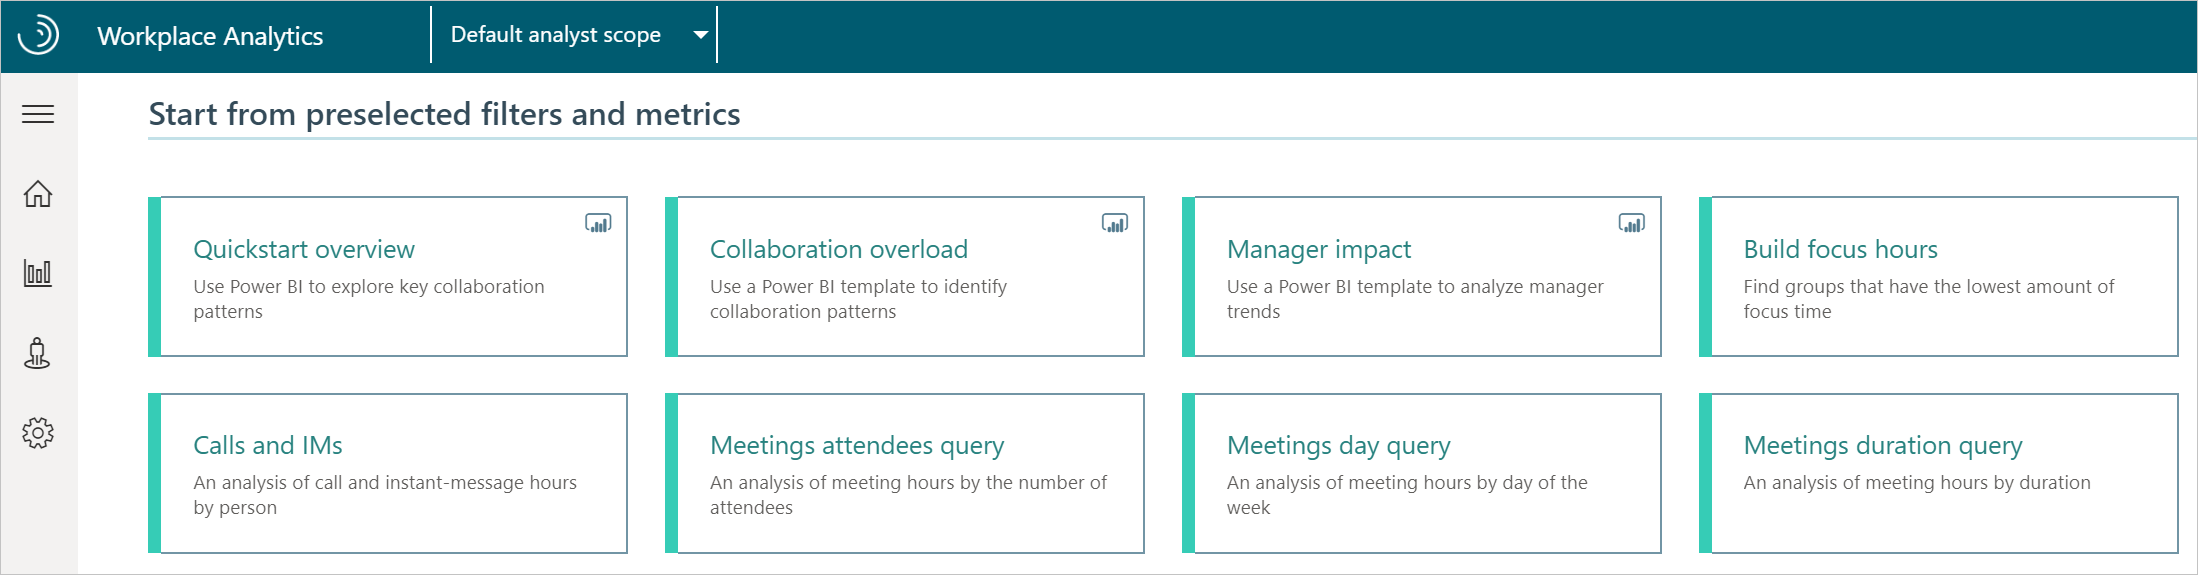 Workplace Analytics
Default analyst scope
Start from preselected filters and metrics
Quickstart overview
Use Power BI to explore key collaboration
patterns
Collaboration overload
Use a Power BI template to identify
collaboration patterns
Manager impact
Use a Power BI template to analyze manager
trends
Build focus hours
Find groups that have the lowest amount of
focus time
Calls and IMs
An analysis of call and instant-message hours
by person
Meetings attendees query
An analysis of meeting hours by the number of
attendees
Meetings day query
An analysis of meeting hours by day of the
week
Meetings duration query
An analysis of meeting hours by duration